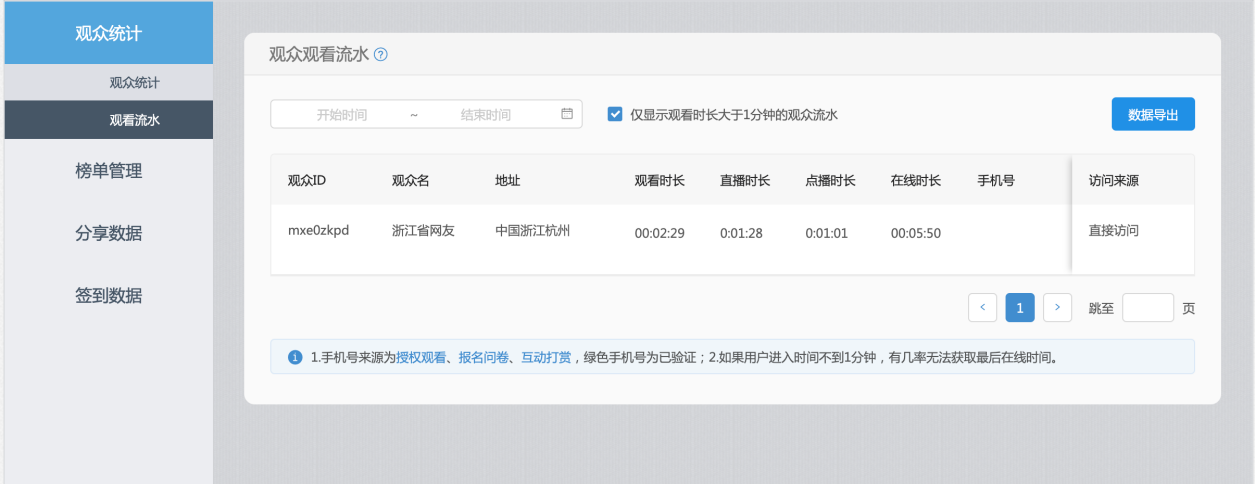 观众统计
观众统计
观看流水
榜单管理
分享数据
签到数据
观众观看流水 ?
开始时间 ~ 结束时间 仅显示观看时长大于1分钟的观众流水 数据导出
观众ID 观众名 地址 观看时长 直播时长 点播时长 在线时长 手机号 访问来源
mxe0zkpd 浙江省网友 中国浙江杭州 00:02:29 0:01:28 0:01:01 00:05:50 直接访问
< 1 > 跳至 页
1.手机号来源为授权观看、报名问卷、互动打赏，绿色手机号为已验证；2.如果用户进入时间不到1分钟，有几率无法获取最后在线时间。